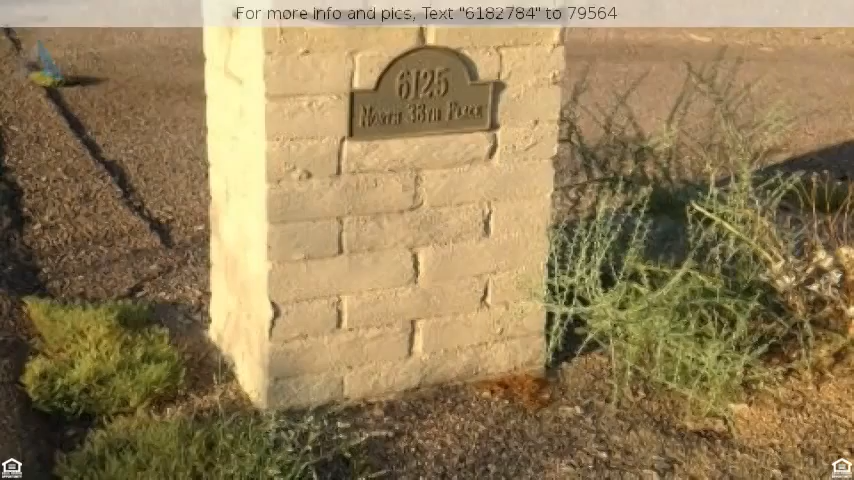 For more info and pics, Text "6182784" to 79564
6125
North 38th Place